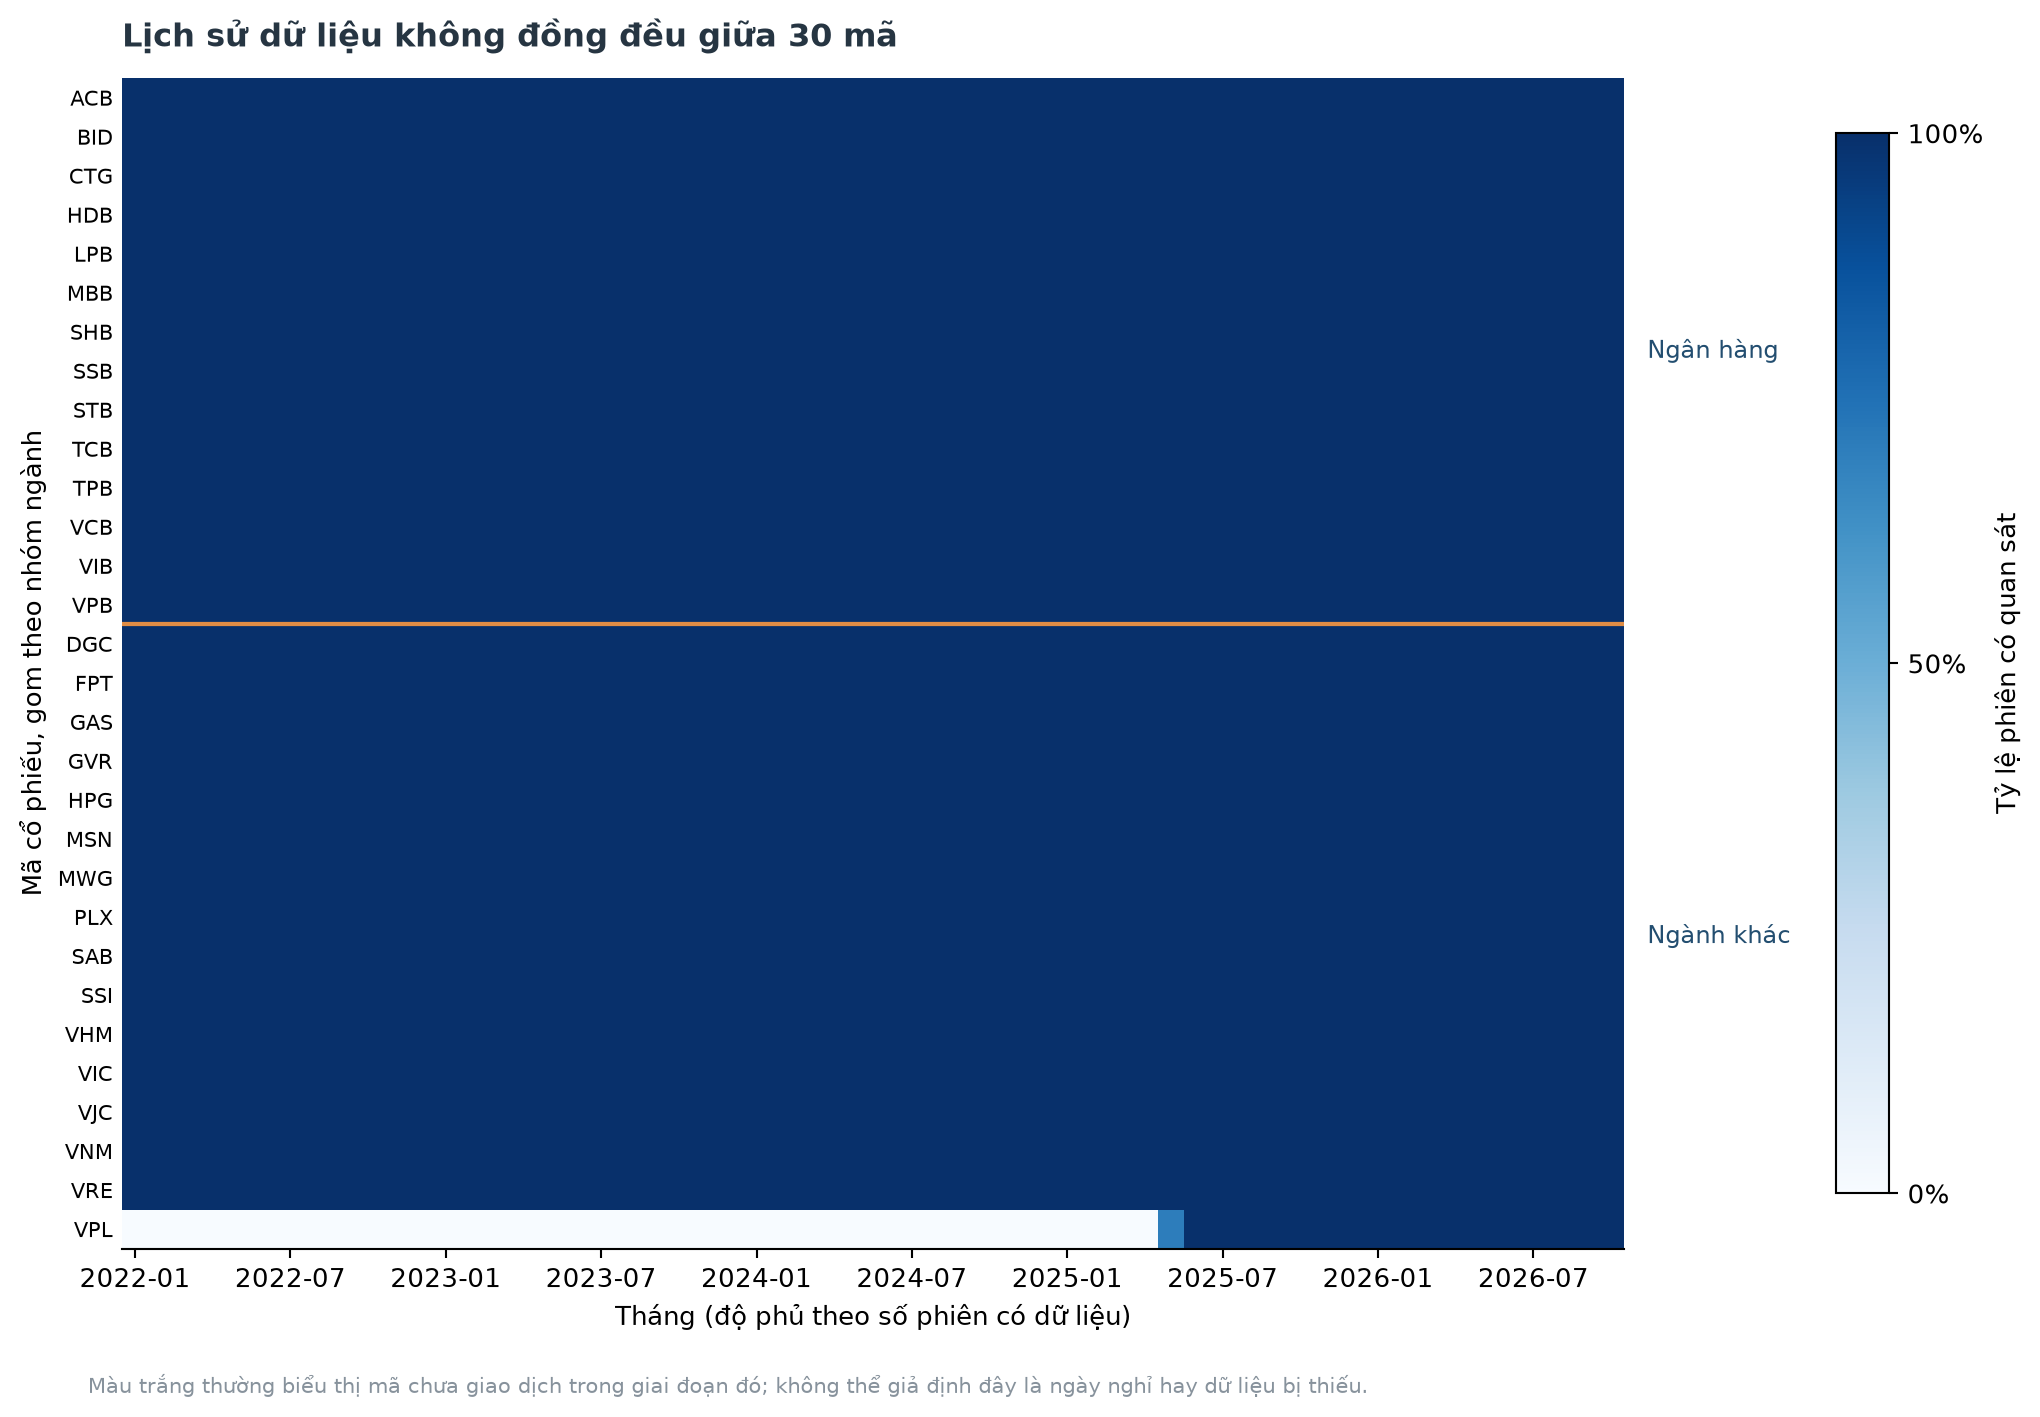 Lịch sử dữ liệu không đồng đều giữa 30 mã
ACB
BID
CTG
HDB
LPB
MBB
SHB
SSB
STB
TCB
TPB
VCB
VIB
VPB
DGC
FPT
GAS
GVR
HPG
MSN
MWG
PLX
SAB
SSI
VHM
VIC
VJC
VNM
VRE
VPL
Mã cổ phiếu, gom theo nhóm ngành
2022-01 2022-07 2023-01 2023-07 2024-01 2024-07 2025-01 2025-07 2026-01 2026-07
Tháng (độ phủ theo số phiên có dữ liệu)
Ngân hàng
Ngành khác
100%
50%
0%
Tỷ lệ phiên có quan sát
Màu trắng thường biểu thị mã chưa giao dịch trong giai đoạn đó; không thể giả định đây là ngày nghỉ hay dữ liệu bị thiếu.